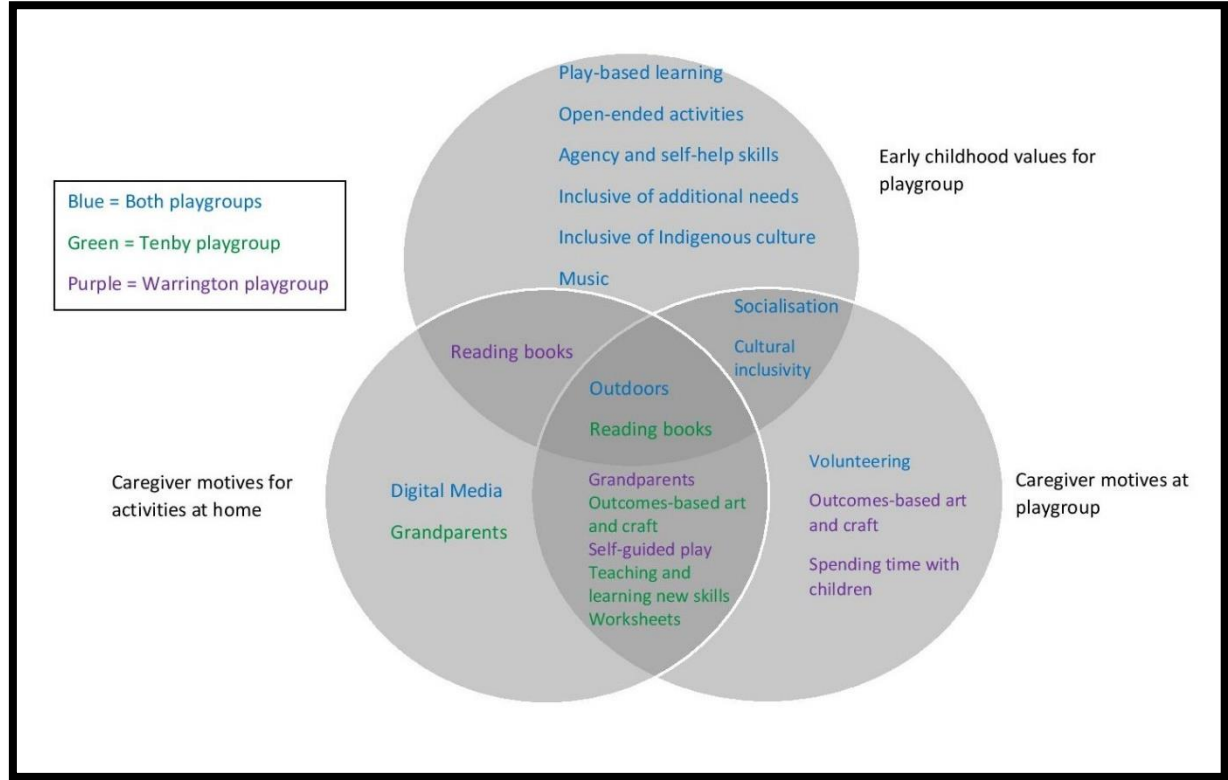 Play-based learning
Open-ended activities
Agency and self-help skills
Inclusive of additional needs
Inclusive of Indigenous culture
Music
Early childhood values for
playgroup
Blue = Both playgroups
Green = Tenby playgroup
Purple = Warrington playgroup
Socialisation
Cultural
inclusivity
Reading books
Outdoors
Reading books
Caregiver motives for
activities at home
Digital Media
Grandparents
Grandparents
Outcomes-based art
and craft
Self-guided play
Teaching and
learning new skills
Worksheets
Volunteering
Outcomes-based art
and craft
Spending time with
children
Caregiver motives at
playgroup